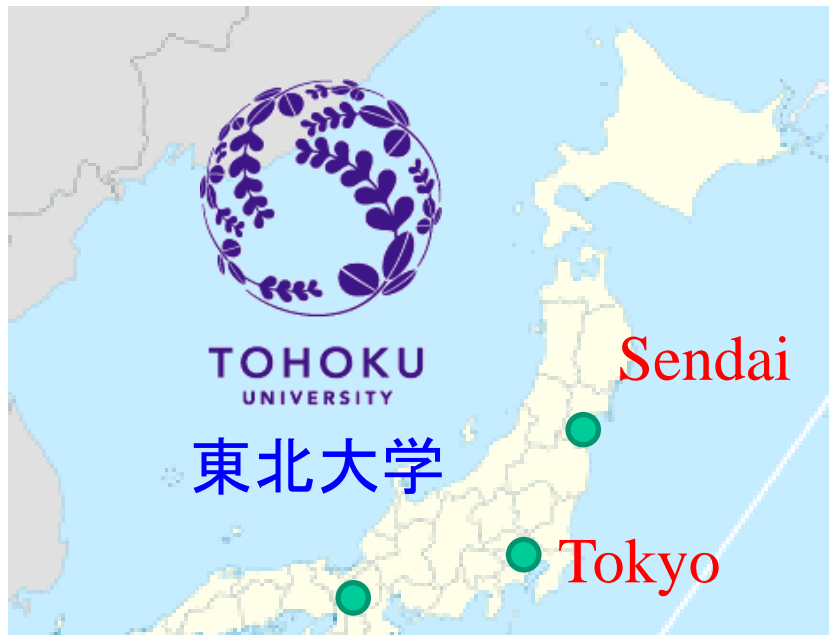 TOHOKU
UNIVERSITY
東北大学
Sendai
Tokyo